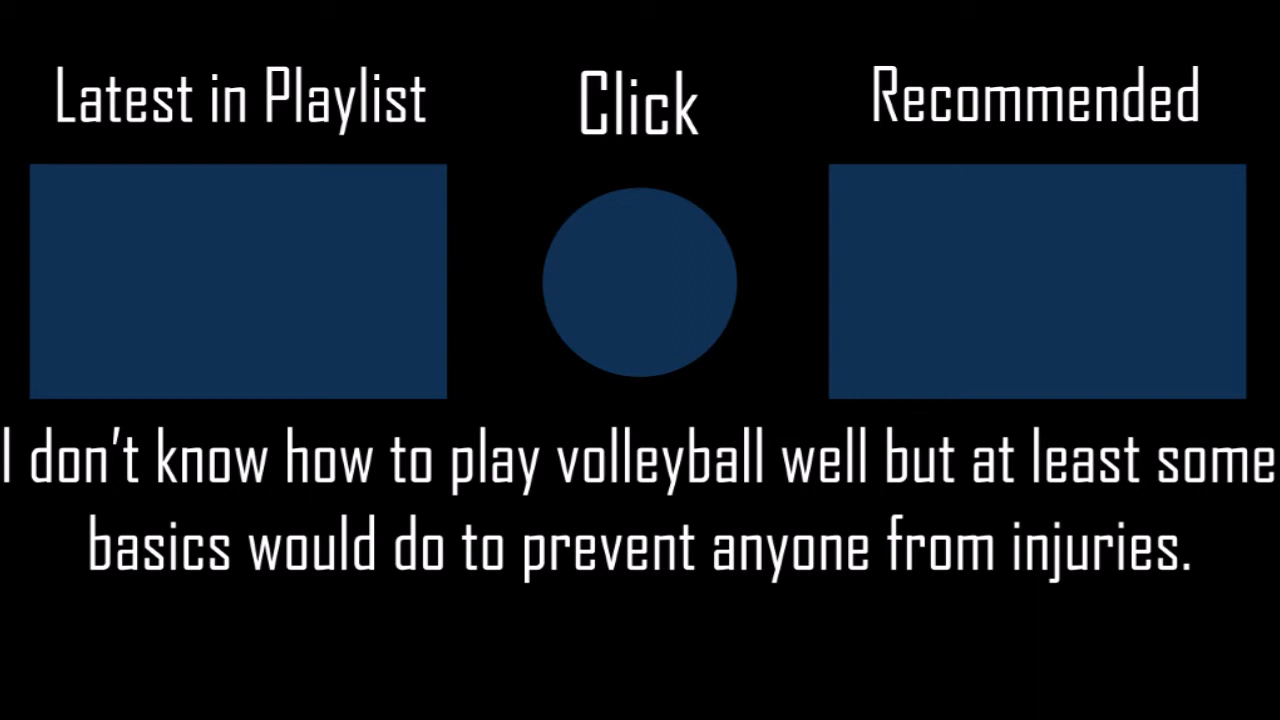 Latest in Playlist
Click
Recommended
I don't know how to play volleyball well but at least some
basics would do to prevent anyone from injuries.